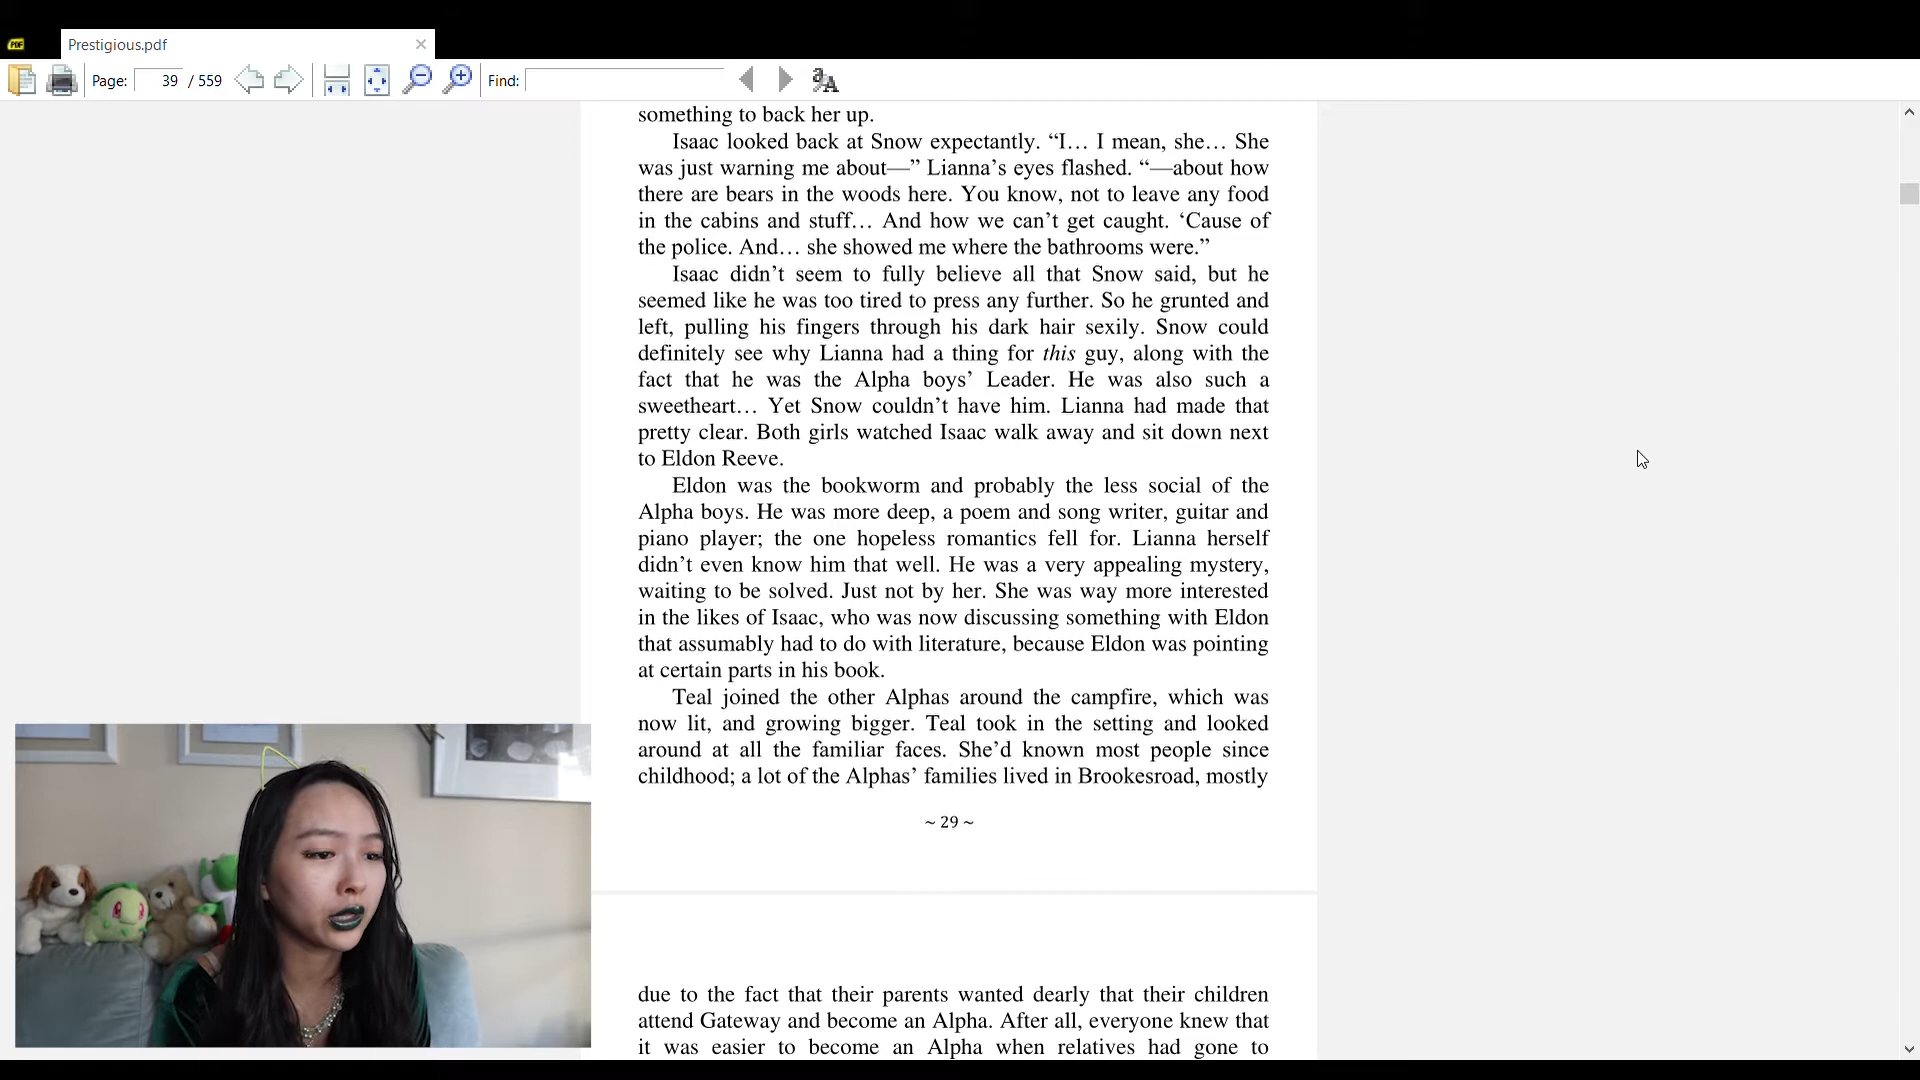 Prestigious.pdf
Page: 39 / 559 Find:
something to back her up.
Isaac looked back at Snow expectantly. “I… I mean, she… She
was just warning me about—” Lianna’s eyes flashed. “—about how
there are bears in the woods here. You know, not to leave any food
in the cabins and stuff… And how we can’t get caught. ‘Cause of
the police. And… she showed me where the bathrooms were.”
Isaac didn’t seem to fully believe all that Snow said, but he
seemed like he was too tired to press any further. So he grunted and
left, pulling his fingers through his dark hair sexily. Snow could
definitely see why Lianna had a thing for this guy, along with the
fact that he was the Alpha boys’ Leader. He was also such a
sweetheart… Yet Snow couldn’t have him. Lianna had made that
pretty clear. Both girls watched Isaac walk away and sit down next
to Eldon Reeve.
Eldon was the bookworm and probably the less social of the
Alpha boys. He was more deep, a poem and song writer, guitar and
piano player; the one hopeless romantics fell for. Lianna herself
didn’t even know him that well. He was a very appealing mystery,
waiting to be solved. Just not by her. She was way more interested
in the likes of Isaac, who was now discussing something with Eldon
that assumably had to do with literature, because Eldon was pointing
at certain parts in his book.
Teal joined the other Alphas around the campfire, which was
now lit, and growing bigger. Teal took in the setting and looked
around at all the familiar faces. She’d known most people since
childhood; a lot of the Alphas’ families lived in Brookesroad, mostly
~ 29 ~
due to the fact that their parents wanted dearly that their children
attend Gateway and become an Alpha. After all, everyone knew that
it was easier to become an Alpha when relatives had gone to